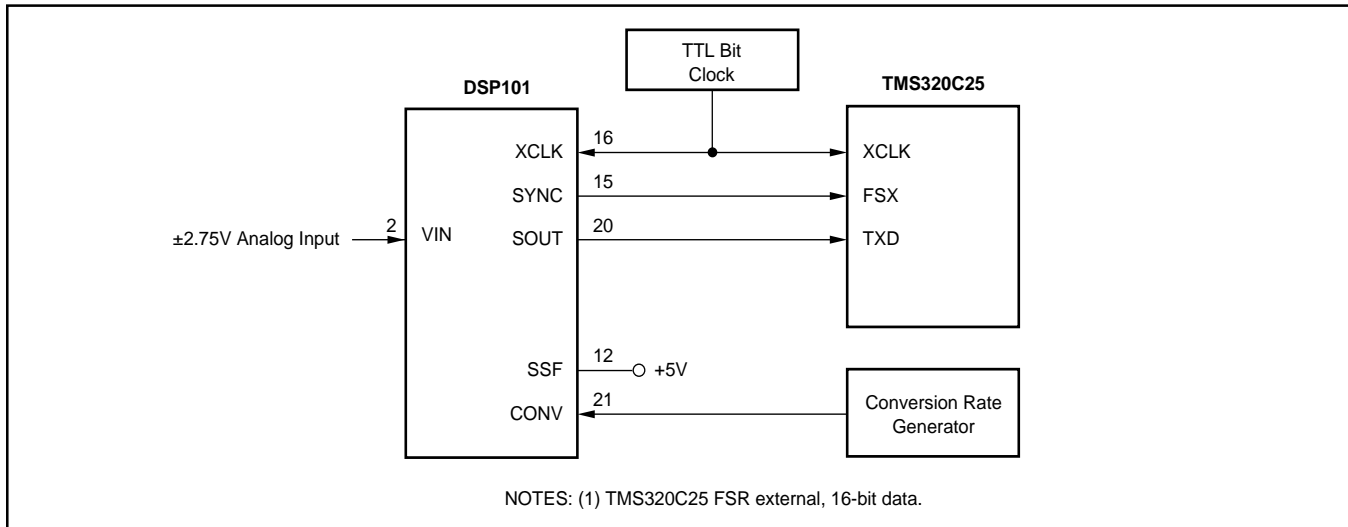 TTL Bit
Clock
DSP101
TMS320C25
XCLK
16
XCLK
SYNC
15
FSX
±2.75V Analog Input
2
VIN
SOUT
20
TXD
SSF
12
+5V
CONV
21
Conversion Rate
Generator
NOTES: (1) TMS320C25 FSR external, 16-bit data.